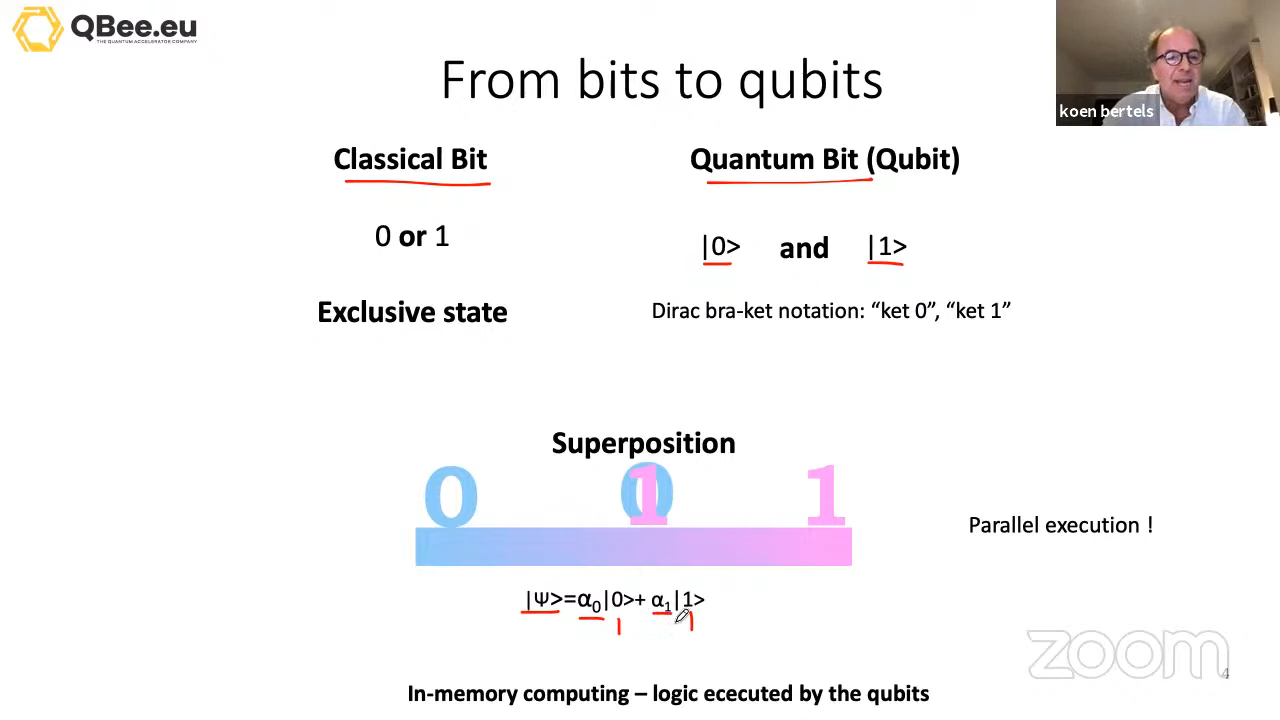 QBee.eu
THE QUANTUM ACCELERATOR COMPANY
koen bertels
From bits to qubits
Classical Bit
Quantum Bit (Qubit)
0 or 1
|0> and |1>
Exclusive state
Dirac bra-ket notation: “ket 0”, “ket 1”
Superposition
0 0 1 1
Parallel execution !
|Ψ>=α₀|0>+ α₁|1>
zoom
4
In-memory computing – logic ececuted by the qubits